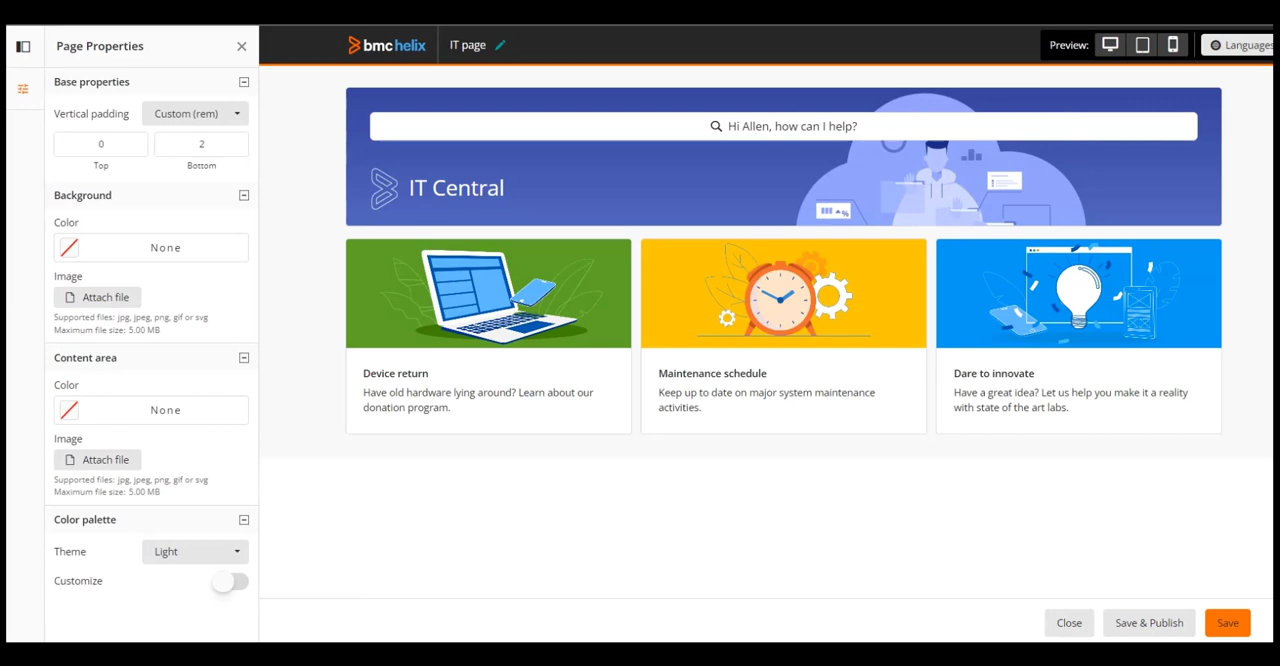 Page Properties
bmc helix
IT page
Preview:
Languages
Base properties
Vertical padding
Custom (rem)
0
2
Top
Bottom
Background
Color
None
Image
Attach file
Supported files: jpg, jpeg, png, gif or svg
Maximum file size: 5.00 MB
Content area
Color
None
Image
Attach file
Supported files: jpg, jpeg, png, gif or svg
Maximum file size: 5.00 MB
Color palette
Theme
Light
Customize
Hi Allen, how can I help?
IT Central
%
Device return
Have old hardware lying around? Learn about our
donation program.
Maintenance schedule
Keep up to date on major system maintenance
activities.
Dare to innovate
Have a great idea? Let us help you make it a reality
with state of the art labs.
Close
Save & Publish
Save